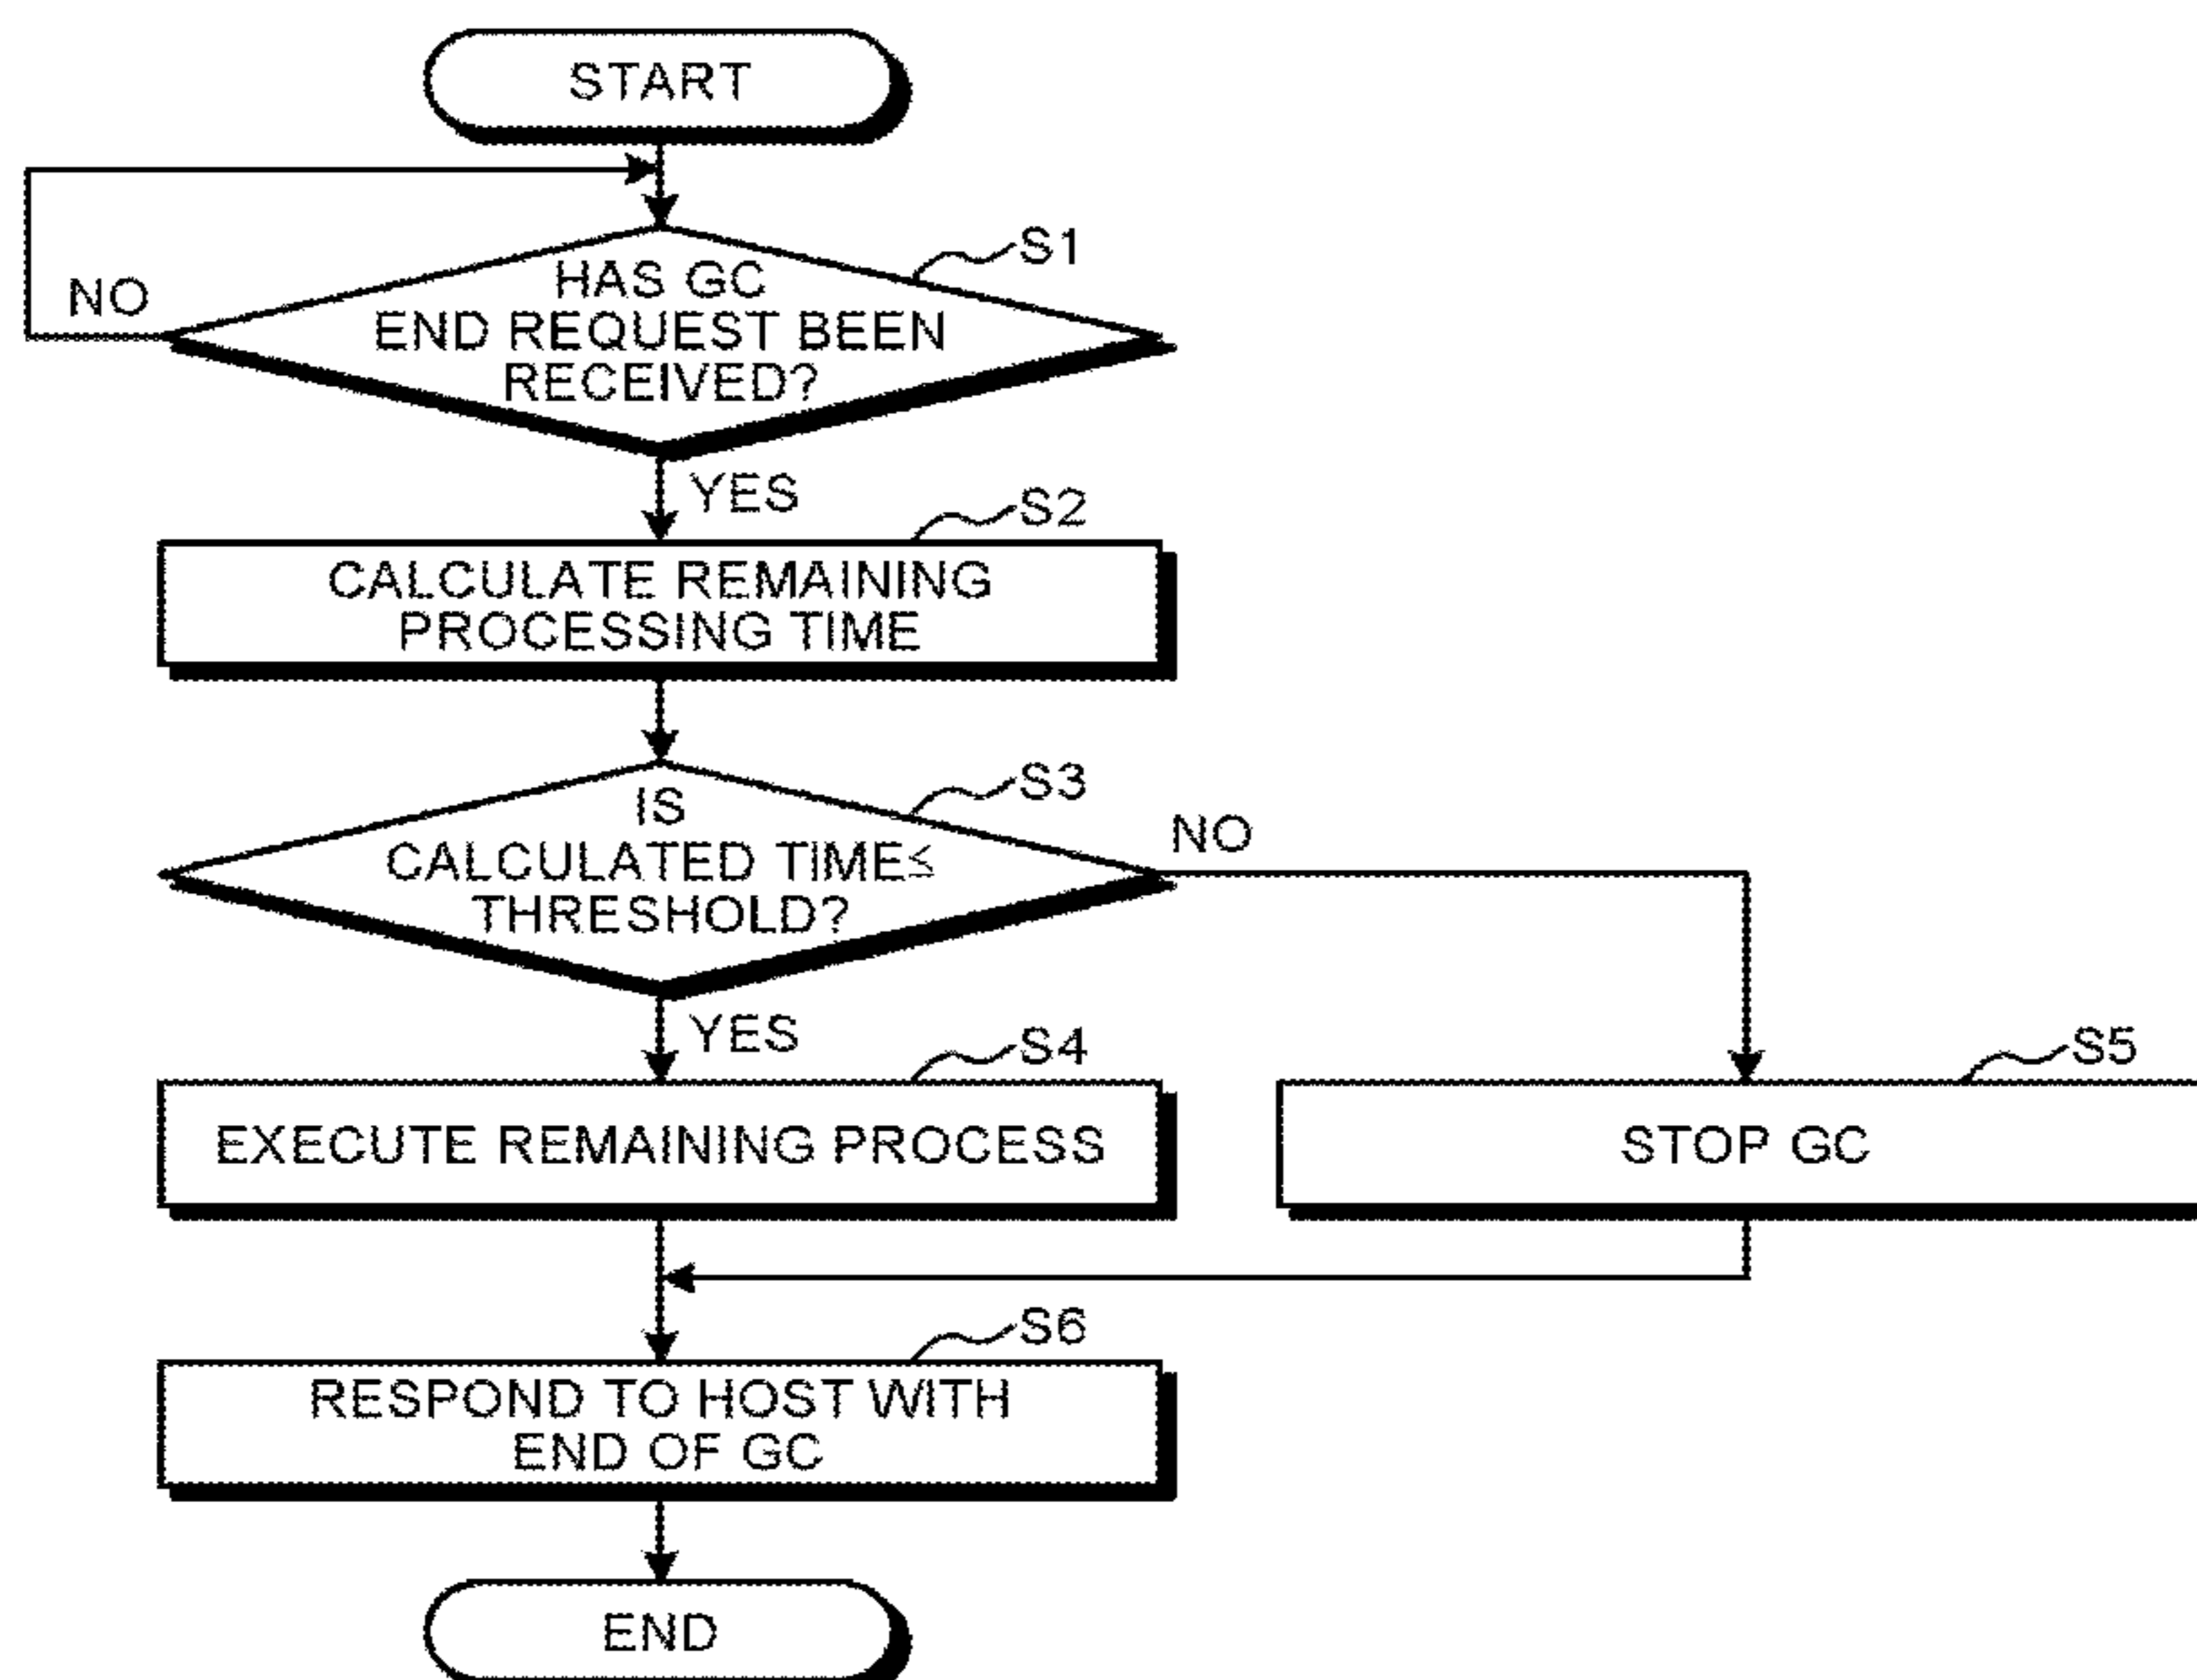 START
S1
HAS GC
END REQUEST BEEN
RECEIVED?
NO
YES
S2
CALCULATE REMAINING
PROCESSING TIME
S3
IS
CALCULATED TIME≤
THRESHOLD?
NO
YES
S4
EXECUTE REMAINING PROCESS
S5
STOP GC
S6
RESPOND TO HOST WITH
END OF GC
END